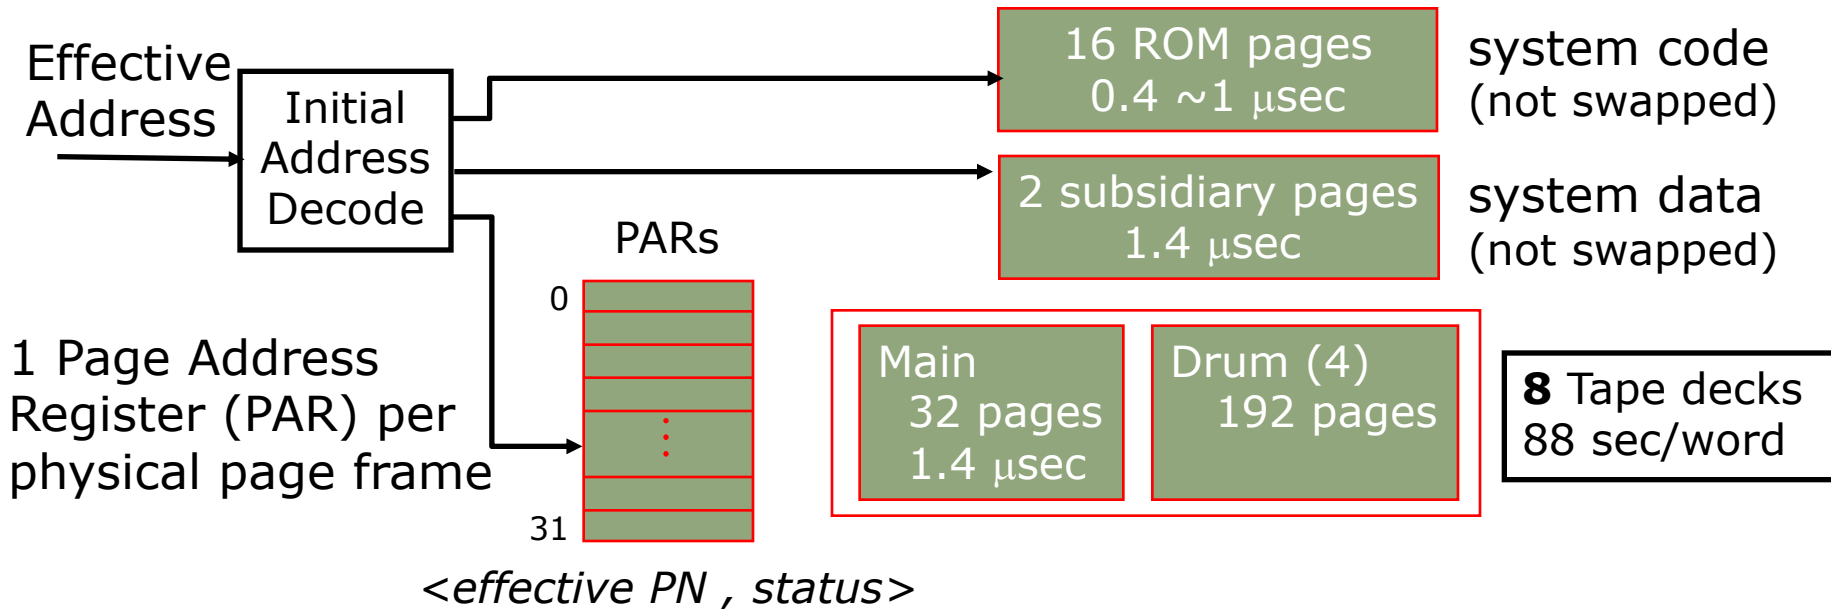 Effective
Address
Initial
Address
Decode
16 ROM pages
0.4 ~1 μsec
system code
(not swapped)
2 subsidiary pages
1.4 μsec
system data
(not swapped)
PARs
0
31
<effective PN , status>
1 Page Address
Register (PAR) per
physical page frame
Main
32 pages
1.4 μsec
Drum (4)
192 pages
8 Tape decks
88 sec/word